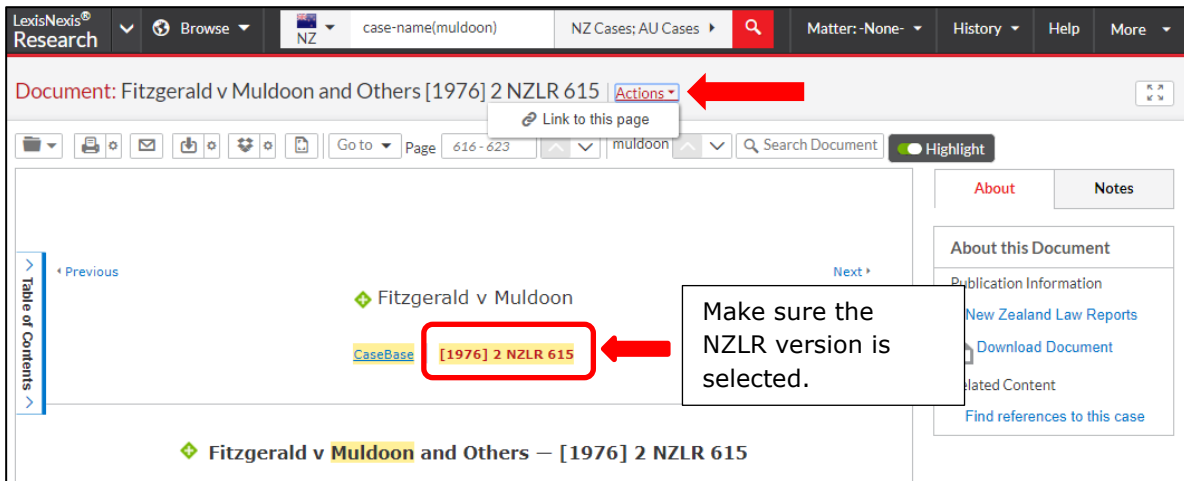 LexisNexis®
Research
Browse
NZ
case-name(muldoon)
NZ Cases; AU Cases
Matter: -None-
History
Help
More
Document: Fitzgerald v Muldoon and Others [1976] 2 NZLR 615 | Actions
Link to this page
Go to
Page
616 - 623
muldoon
Search Document
Highlight
About
Notes
About this Document
Previous
Next
Publication Information
Table of Contents
Fitzgerald v Muldoon
Make sure the
NZLR version is
selected.
New Zealand Law Reports
CaseBase
[1976] 2 NZLR 615
Download Document
elated Content
Find references to this case
Fitzgerald v Muldoon and Others — [1976] 2 NZLR 615